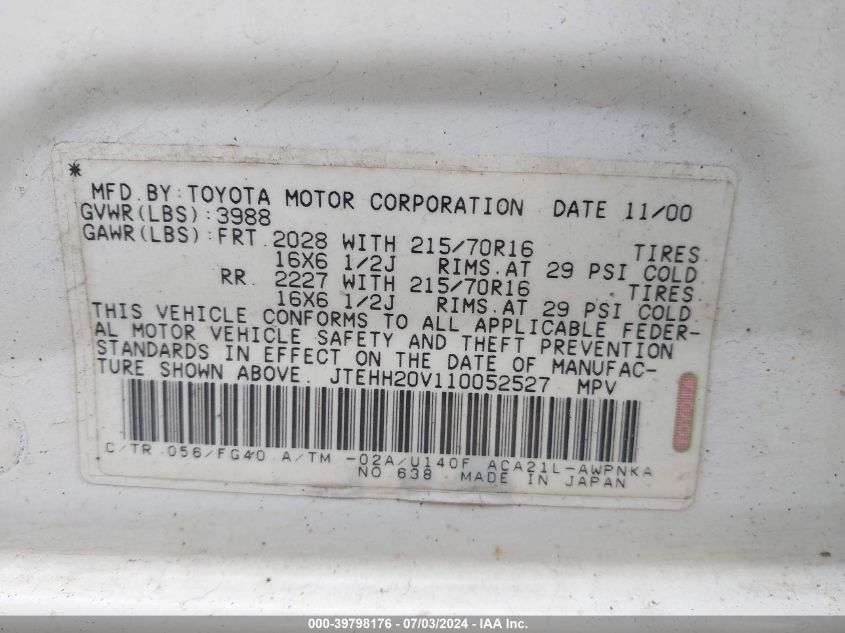 *
MFD. BY: TOYOTA MOTOR CORPORATION DATE 11/00
GVWR(LBS): 3988
GAWR(LBS): FRT. 2028 WITH 215/70R16 TIRES
16X6 1/2J RIMS. AT 29 PSI COLD
RR. 2227 WITH 215/70R16 TIRES.
16X6 1/2J RIMS. AT 29 PSI COLD.
THIS VEHICLE CONFORMS TO ALL APPLICABLE FEDER-
AL MOTOR VEHICLE SAFETY AND THEFT PREVENTION
STANDARDS IN EFFECT ON THE DATE OF MANUFAC-
TURE SHOWN ABOVE. JTEHH20V110052527 MPV
C/TR 056/FG40 A/TM -02A/U140F ACA21L-AWPNKA
NO 638 MADE IN JAPAN
000-39798176 - 07/03/2024 - IAA Inc.